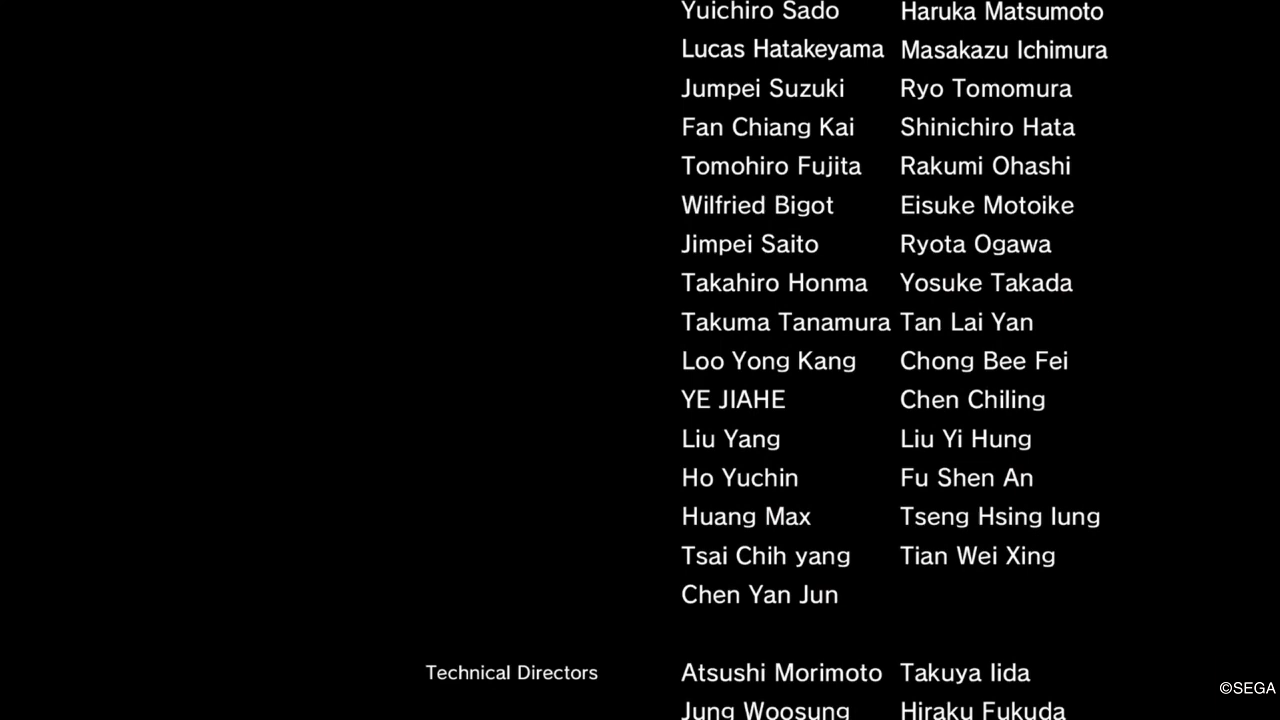 Yuichiro Sado Haruka Matsumoto
Lucas Hatakeyama Masakazu Ichimura
Jumpei Suzuki Ryo Tomomura
Fan Chiang Kai Shinichiro Hata
Tomohiro Fujita Rakumi Ohashi
Wilfried Bigot Eisuke Motoike
Jimpei Saito Ryota Ogawa
Takahiro Honma Yosuke Takada
Takuma Tanamura Tan Lai Yan
Loo Yong Kang Chong Bee Fei
YE JIAHE Chen Chiling
Liu Yang Liu Yi Hung
Ho Yuchin Fu Shen An
Huang Max Tseng Hsing Iung
Tsai Chih yang Tian Wei Xing
Chen Yan Jun
Technical Directors Atsushi Morimoto Takuya Iida
Jung Woosung Hiraku Fukuda
©SEGA